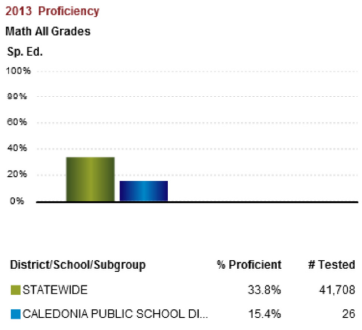 2013 Proficiency
Math All Grades
Sp. Ed.
100%
80%
60%
40%
20%
0%
District/School/Subgroup % Proficient # Tested
STATEWIDE 33.8% 41,708
CALEDONIA PUBLIC SCHOOL DI... 15.4% 26